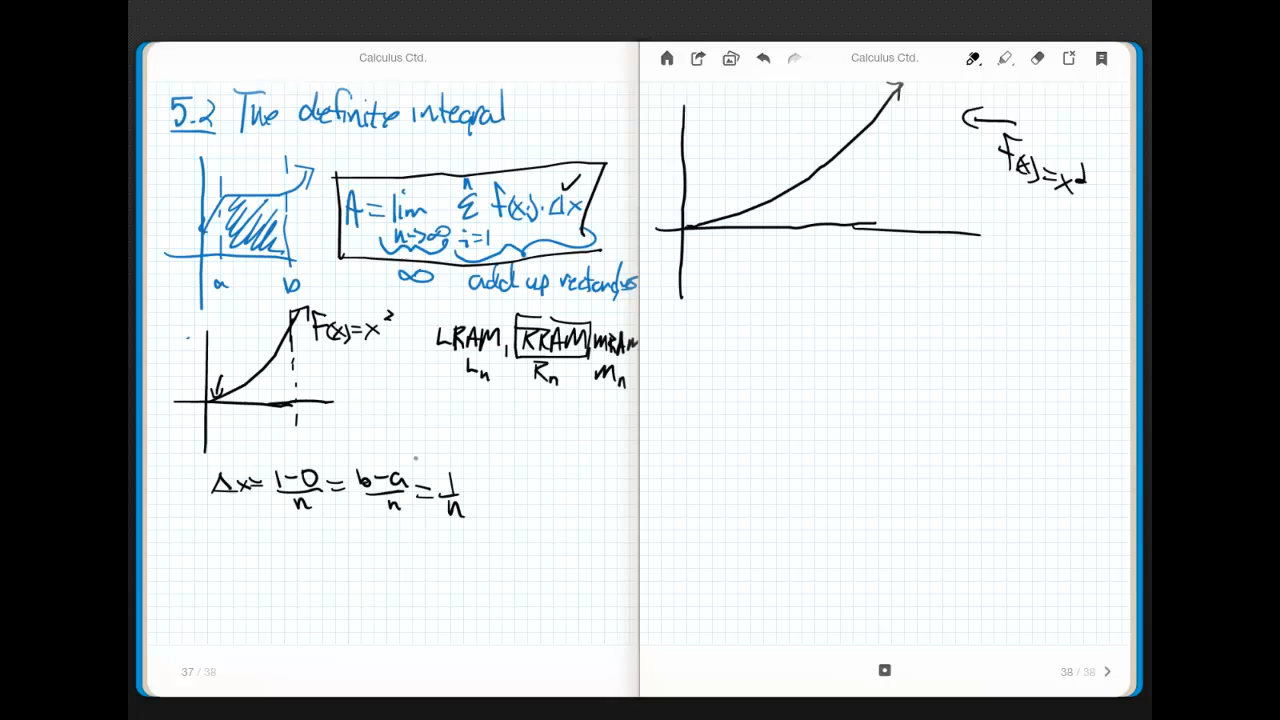 Calculus Ctd.
5.2 The definite integral
A = lim n→∞ n Σ i=1 f(xi)·Δx
∞ add up rectangles
a b
f(x)=x²
LRAM, RRAM, MRAM
Ln Rn Mn
Δx = 1-0/n = b-a/n = 1/n
37 / 38
Calculus Ctd.
f(x)=x²
38 / 38